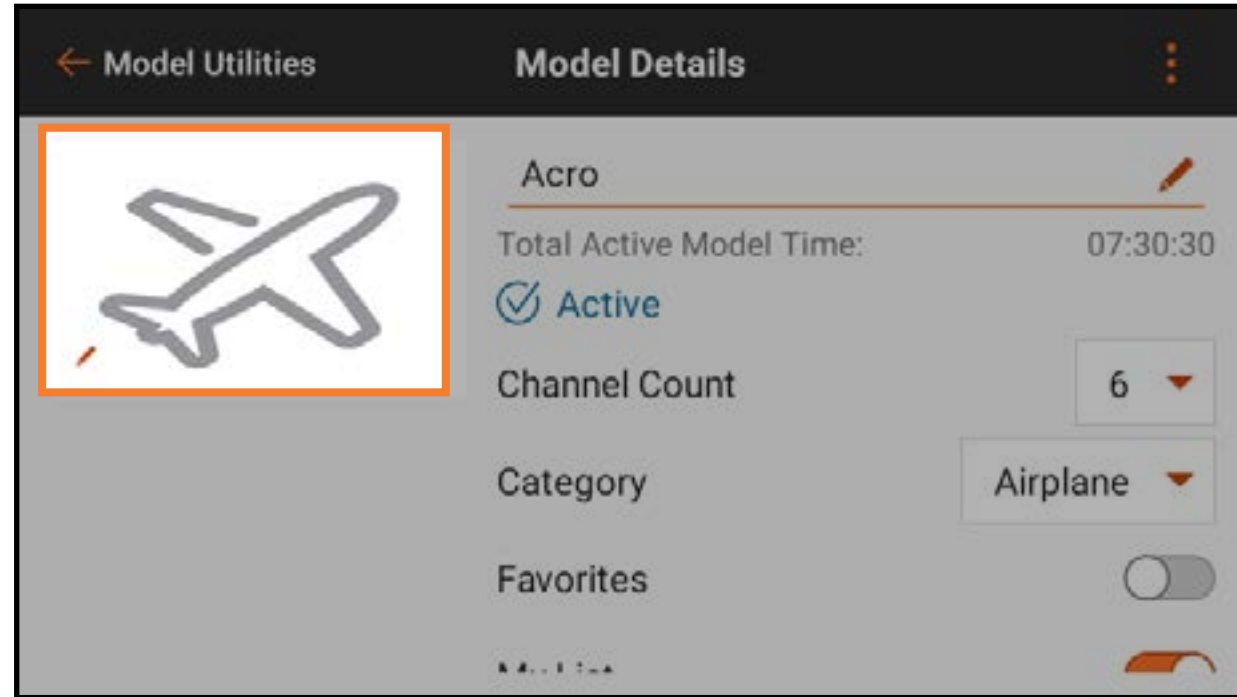 Model Utilities
Model Details
Acro
Total Active Model Time: 07:30:30
Active
Channel Count 6
Category Airplane
Favorites